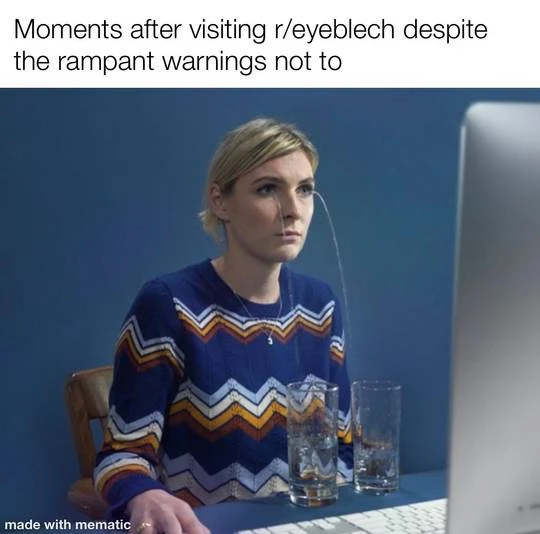 Moments after visiting r/eyeblech despite
the rampant warnings not to
made with mematic